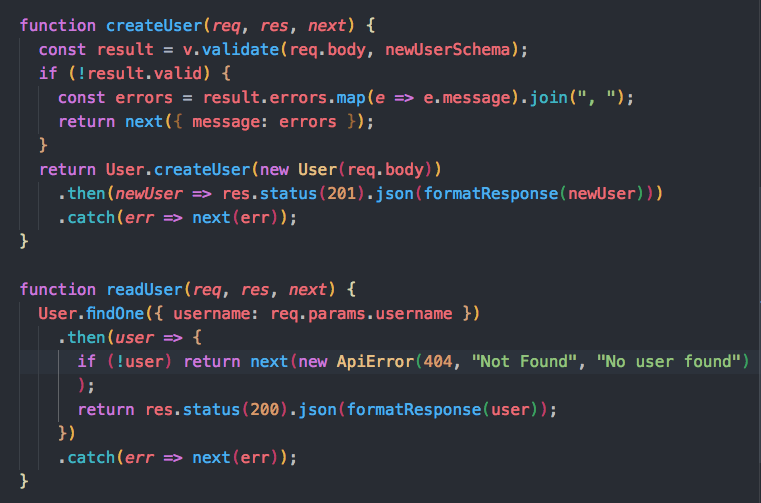 function createUser(req, res, next) {
  const result = v.validate(req.body, newUserSchema);
  if (!result.valid) {
    const errors = result.errors.map(e => e.message).join(", ");
    return next({ message: errors });
  }
  return User.createUser(new User(req.body))
    .then(newUser => res.status(201).json(formatResponse(newUser)))
    .catch(err => next(err));
}

function readUser(req, res, next) {
  User.findOne({ username: req.params.username })
    .then(user => {
      if (!user) return next(new ApiError(404, "Not Found", "No user found")
      );
      return res.status(200).json(formatResponse(user));
    })
    .catch(err => next(err));
}